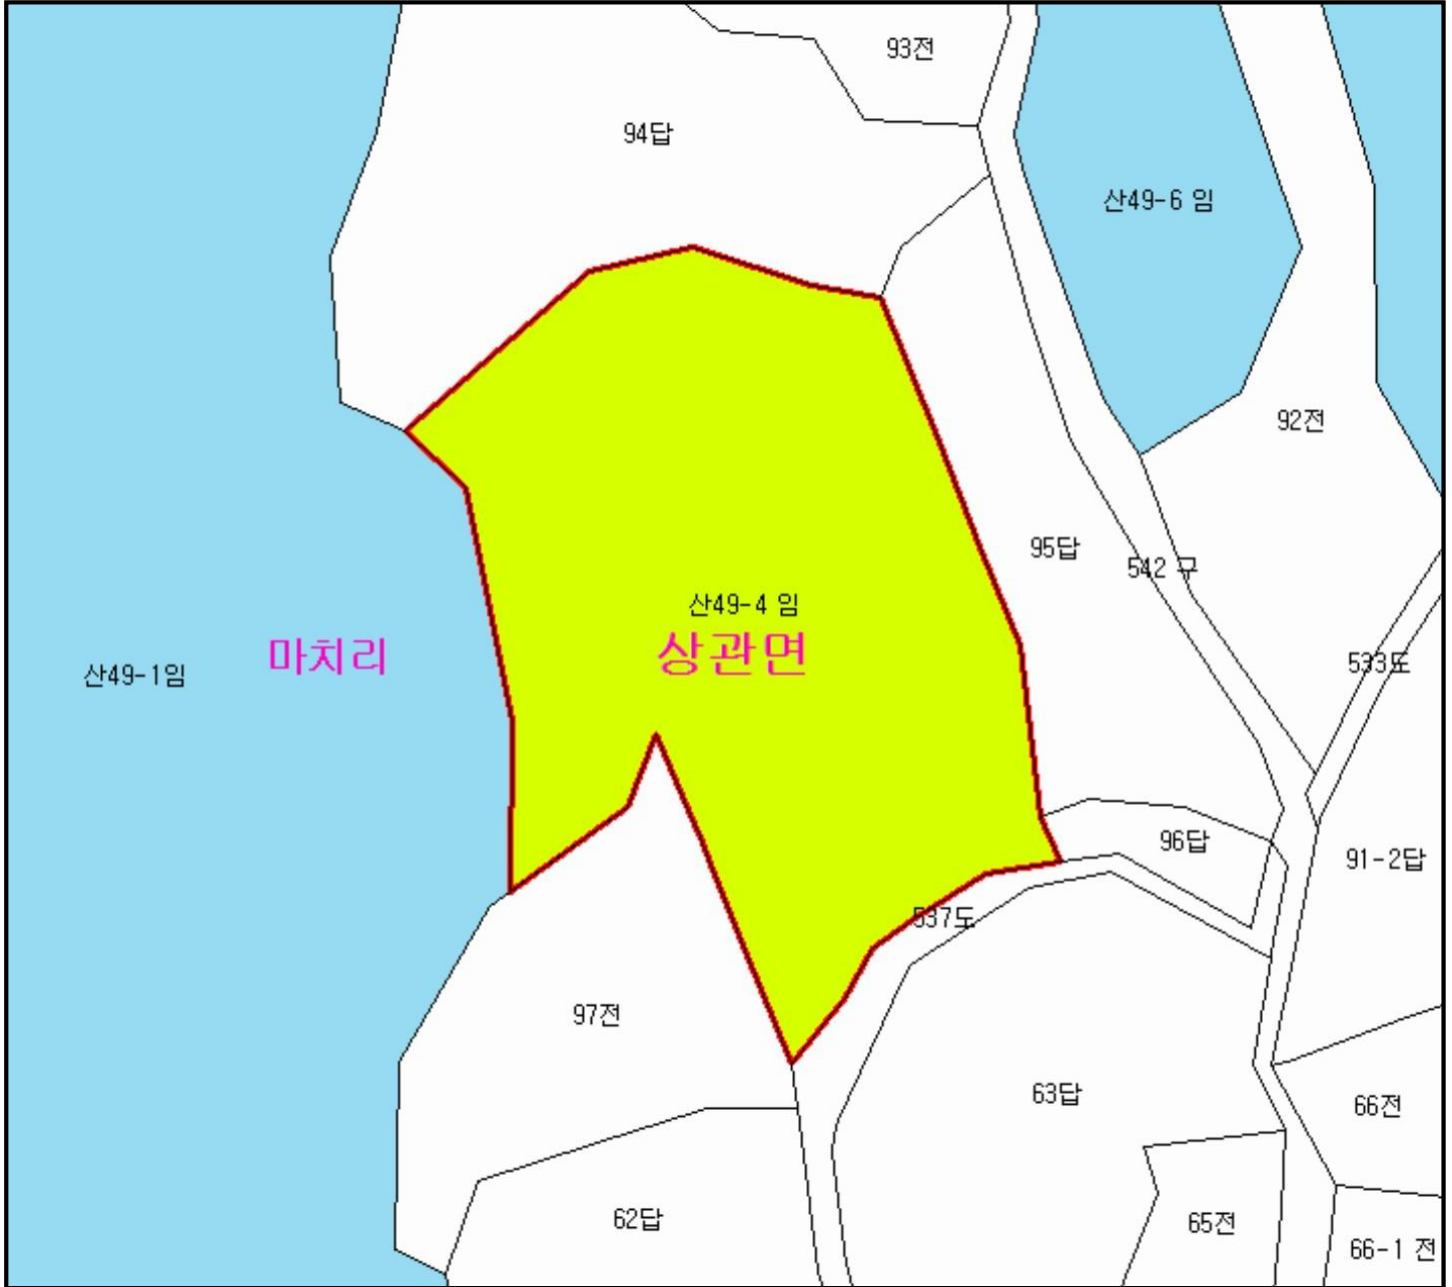 93전
94답
산49-6 임
92전
95답
542 구
산49-4 임
상관면
마치리
산49-1임
533도
96답
91-2답
537도
97전
63답
66전
62답
65전
66-1 전